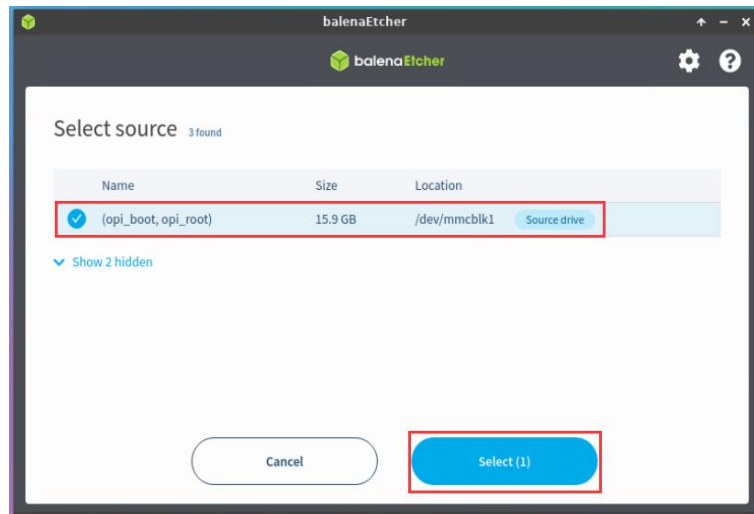 balenaEtcher
balenaEtcher
Select source 3 found
Name Size Location
(opi_boot, opi_root) 15.9 GB /dev/mmcblk1 Source drive
Show 2 hidden
Cancel Select (1)